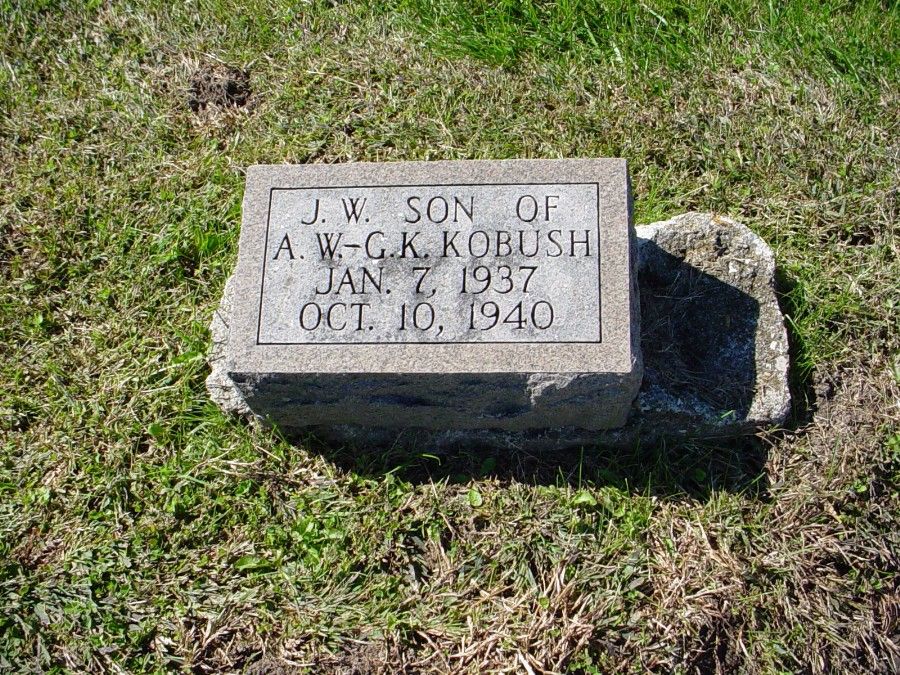 J. W. SON OF
A. W.-G. K. KOBUSH
JAN. 7, 1937
OCT. 10, 1940